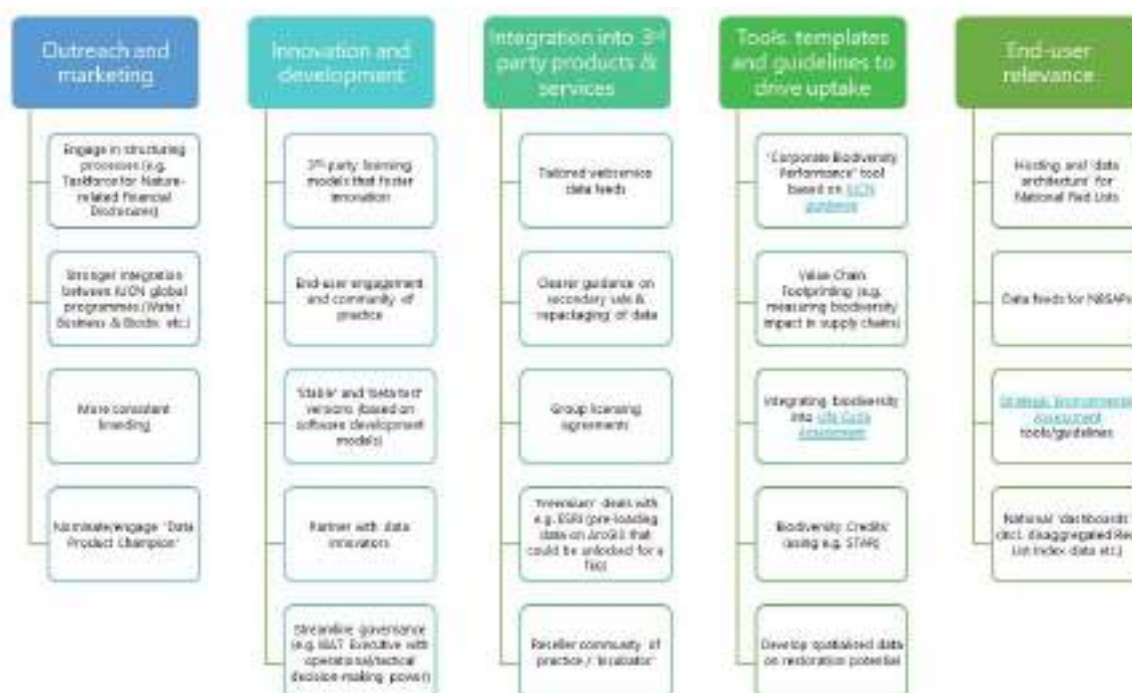 Outreach and
marketing
Engage in structuring
processes (e.g.
Taskforce for Nature-
related Financial
Disclosures)
Stronger integration
between IUCN global
programmes (Water
Business & Biodiv. etc.)
More consistent
branding
Nominate/engage "Data
Product Champion"
Innovation and
development
3rd party licensing
models that foster
innovation
End-user engagement
and community of
practice
'Stable' and 'beta test'
versions (based on
software development
models)
Partner with data
innovators
Streamline governance
(e.g. IBAT Executive with
operational/tactical
decision-making power)
Integration into 3rd
party products &
services
Tailored webservice
data feeds
Clearer guidance on
secondary sale &
'repackaging' of data
Group licensing
agreements
'Freemium' deals with
e.g. ESRI (pre-loading
data on ArcGIS that
could be unlocked for a
fee)
Reseller community of
practice / 'incubator'
Tools, templates
and guidelines to
drive uptake
'Corporate Biodiversity
Performance' tool
based on IUCN
guidance
Value Chain
Footprinting (e.g.
measuring biodiversity
impact in supply chains)
Integrating biodiversity
into Life Cycle
Assessment
'Biodiversity Credits'
(using e.g. STAR)
Develop spatialised data
on restoration potential
End-user
relevance
Hosting and 'data
architecture' for
National Red Lists
Data feeds for NBSAPs
Strategic Environmental
Assessment
tools/guidelines
National 'dashboards'
(incl. disaggregated Red
List Index data etc.)